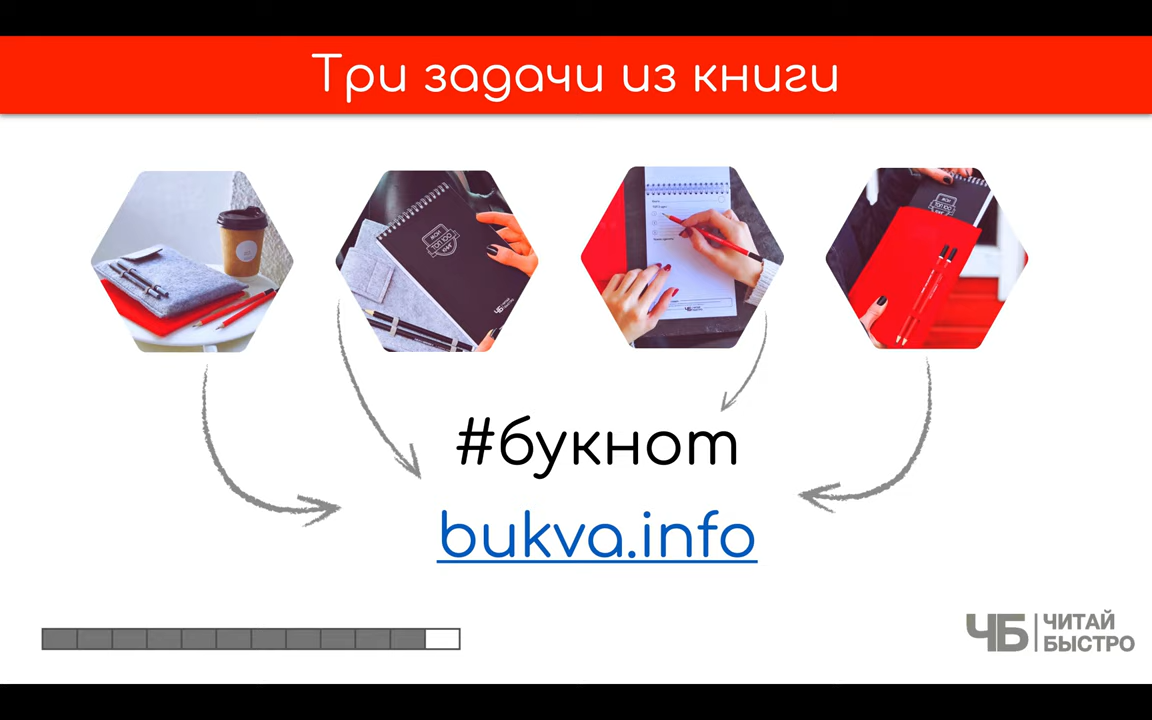 Три задачи из книги
#букнот
bukva.info
ЧБ ЧИТАЙ
БЫСТРО